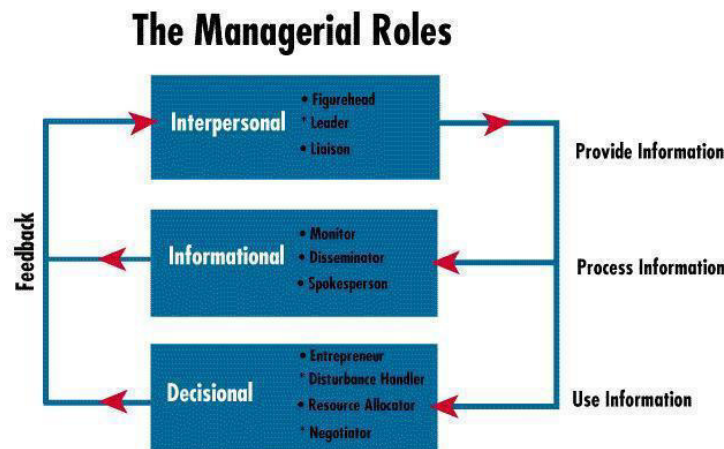 The Managerial Roles
Interpersonal
• Figurehead
* Leader
• Liaison
Provide Information
Feedback
Informational
• Monitor
• Disseminator
• Spokesperson
Process Information
Decisional
• Entrepreneur
* Disturbance Handler
• Resource Allocator
* Negotiator
Use Information